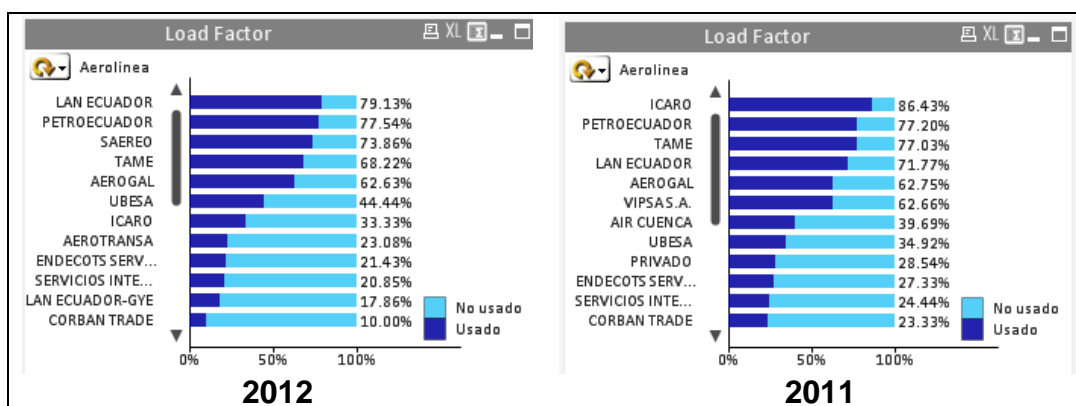 Load Factor XL
Aerolinea
LAN ECUADOR 79.13%
PETROECUADOR 77.54%
SAEREO 73.86%
TAME 68.22%
AEROGAL 62.63%
UBESA 44.44%
ICARO 33.33%
AEROTRANSA 23.08%
ENDECOTS SERV... 21.43%
SERVICIOS INTE... 20.85%
LAN ECUADOR-GYE 17.86%
CORBAN TRADE 10.00%
No usado
Usado
0% 50% 100%
2012
Load Factor XL
Aerolinea
ICARO 86.43%
PETROECUADOR 77.20%
TAME 77.03%
LAN ECUADOR 71.77%
AEROGAL 62.75%
VIPSA S.A. 62.66%
AIR CUENCA 39.69%
UBESA 34.92%
PRIVADO 28.54%
ENDECOTS SERV... 27.33%
SERVICIOS INTE... 24.44%
CORBAN TRADE 23.33%
No usado
Usado
0% 50% 100%
2011